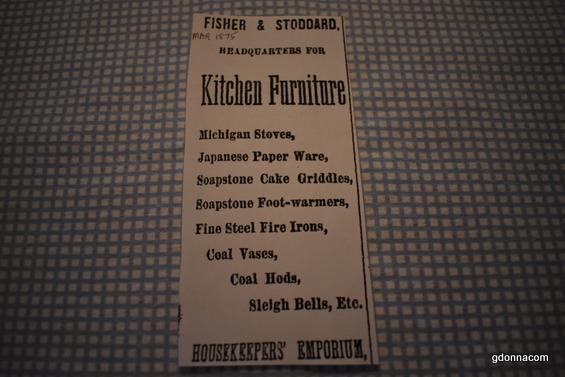 FISHER & STODDARD,
MAR 1875
HEADQUARTERS FOR
Kitchen Furniture
Michigan Stoves,
Japanese Paper Ware,
Soapstone Cake Griddles,
Soapstone Foot-warmers,
Fine Steel Fire Irons,
Coal Vases,
Coal Hods,
Sleigh Bells, Etc.
HOUSEKEEPERS' EMPORIUM,
gdonnacom